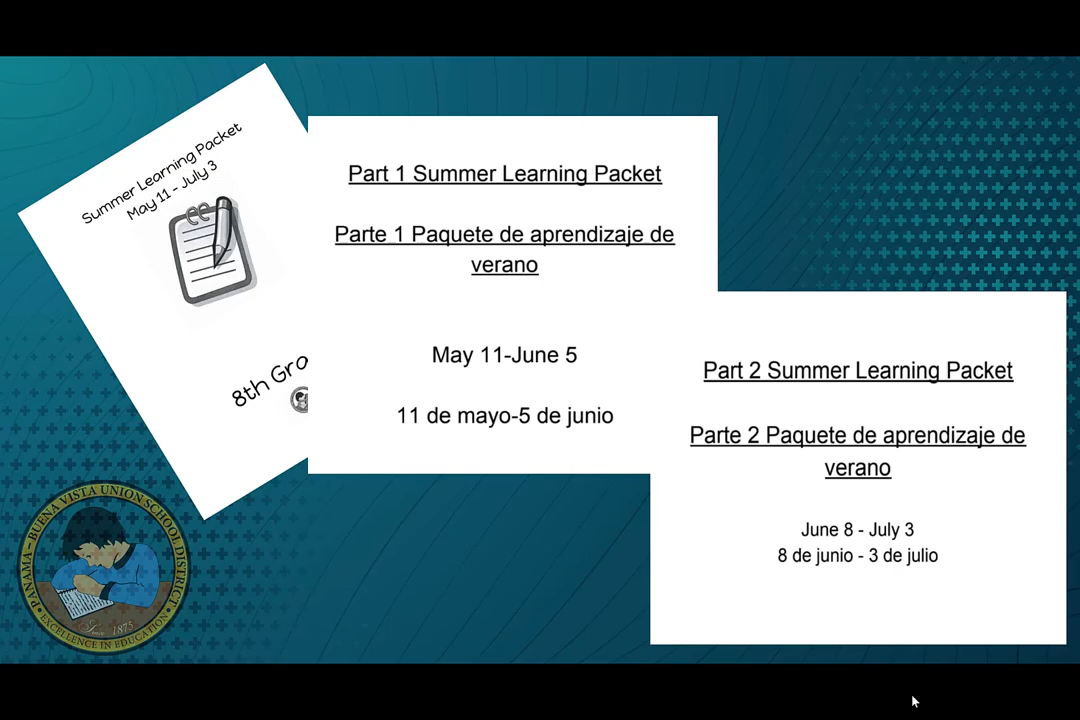 Summer Learning Packet
May 11 - July 3
8th Gra
Part 1 Summer Learning Packet
Parte 1 Paquete de aprendizaje de
verano
May 11-June 5
11 de mayo-5 de junio
Part 2 Summer Learning Packet
Parte 2 Paquete de aprendizaje de
verano
June 8 - July 3
8 de junio - 3 de julio
PANAMA - BUENA VISTA UNION SCHOOL DISTRICT
Since 1875
EXCELLENCE IN EDUCATION